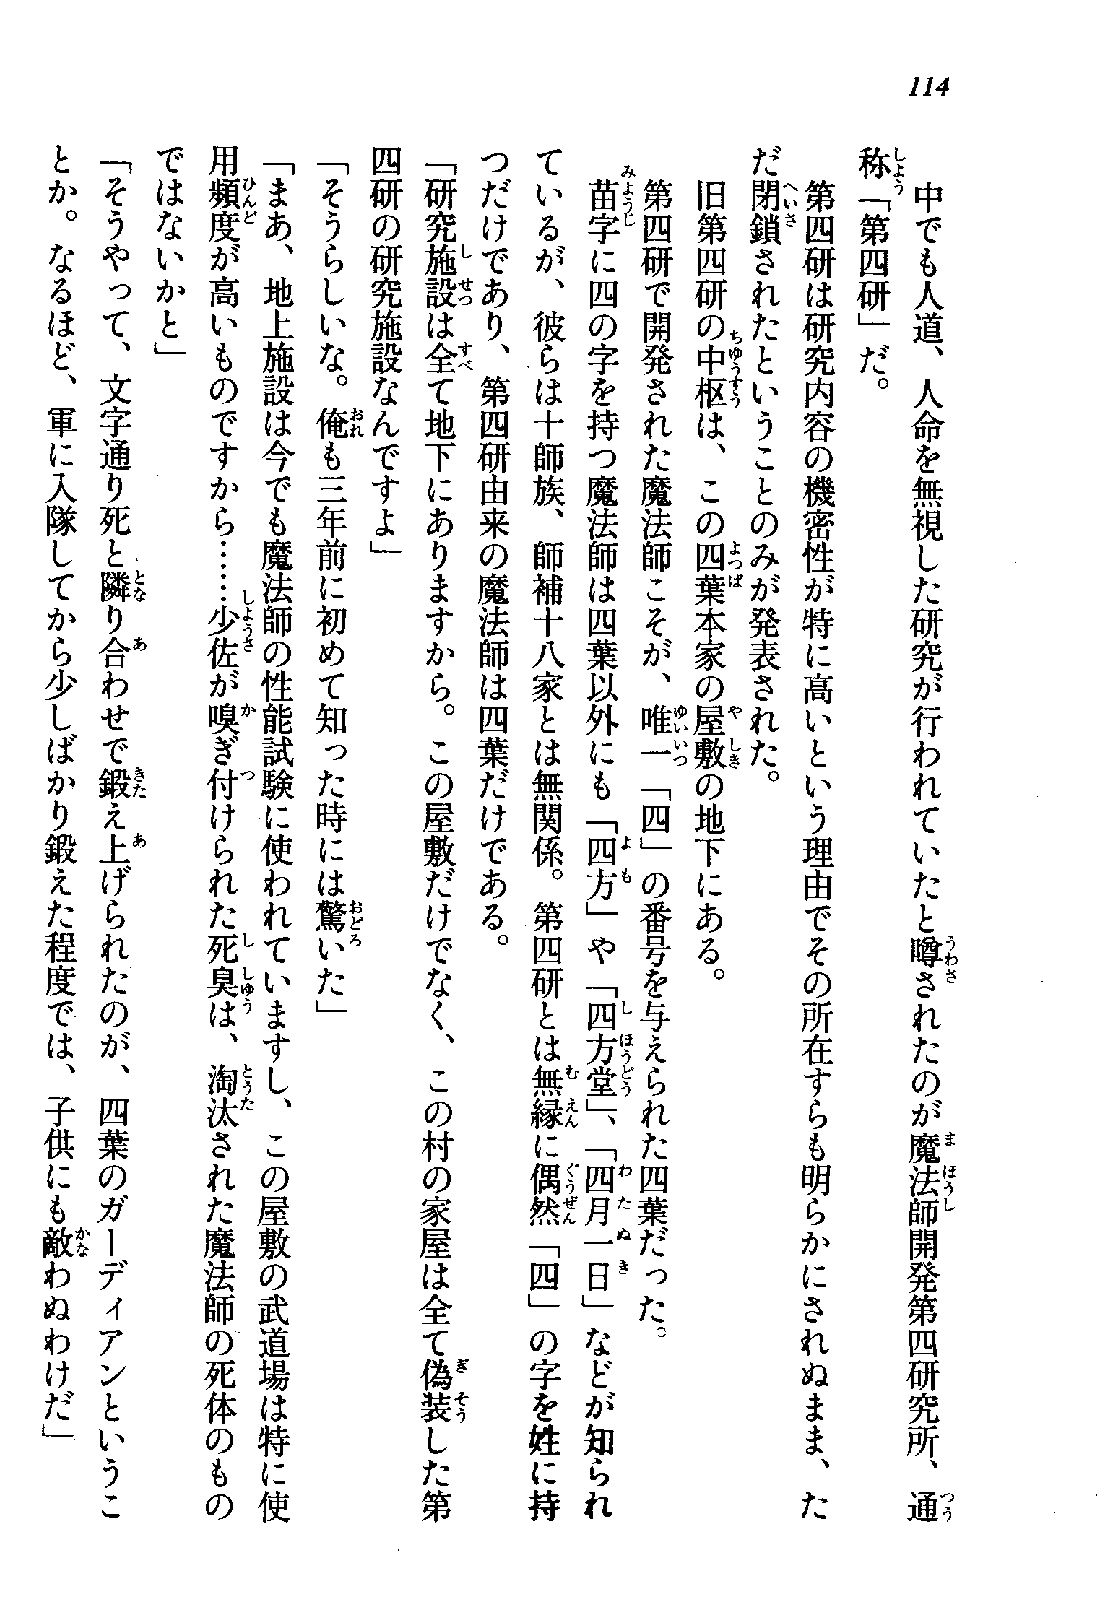 114
中でも人道、人命を無視した研究が行われていたと噂されたのが魔法師開発第四研究所、通
称「第四研」だ。
第四研は研究内容の機密性が特に高いという理由でその所在すらも明らかにされぬまま、た
だ閉鎖されたということのみが発表された。
旧第四研の中枢は、この四葉本家の屋敷の地下にある。
第四研で開発された魔法師こそが、唯一「四」の番号を与えられた四葉だった。
苗字に四の字を持つ魔法師は四葉以外にも「四方」や「四方堂」、「四月一日」などが知られ
ているが、彼らは十師族、師補十八家とは無関係。第四研とは無縁に偶然「四」の字を姓に持
つだけであり、第四研由来の魔法師は四葉だけである。
「研究施設は全て地下にありますから。この屋敷だけでなく、この村の家屋は全て偽装した第
四研の研究施設なんですよ」
「そうらしいな。俺も三年前に初めて知った時には驚いた」
「まあ、地上施設は今でも魔法師の性能試験に使われていますし、この屋敷の武道場は特に使
用頻度が高いものですから……少佐が嗅ぎ付けられた死臭は、淘汰された魔法師の死体のもの
ではないかと」
「そうやって、文字通り死と隣り合わせで鍛え上げられたのが、四葉のガーディアンというこ
とか。なるほど、軍に入隊してから少しばかり鍛えた程度では、子供にも敵わぬわけだ」